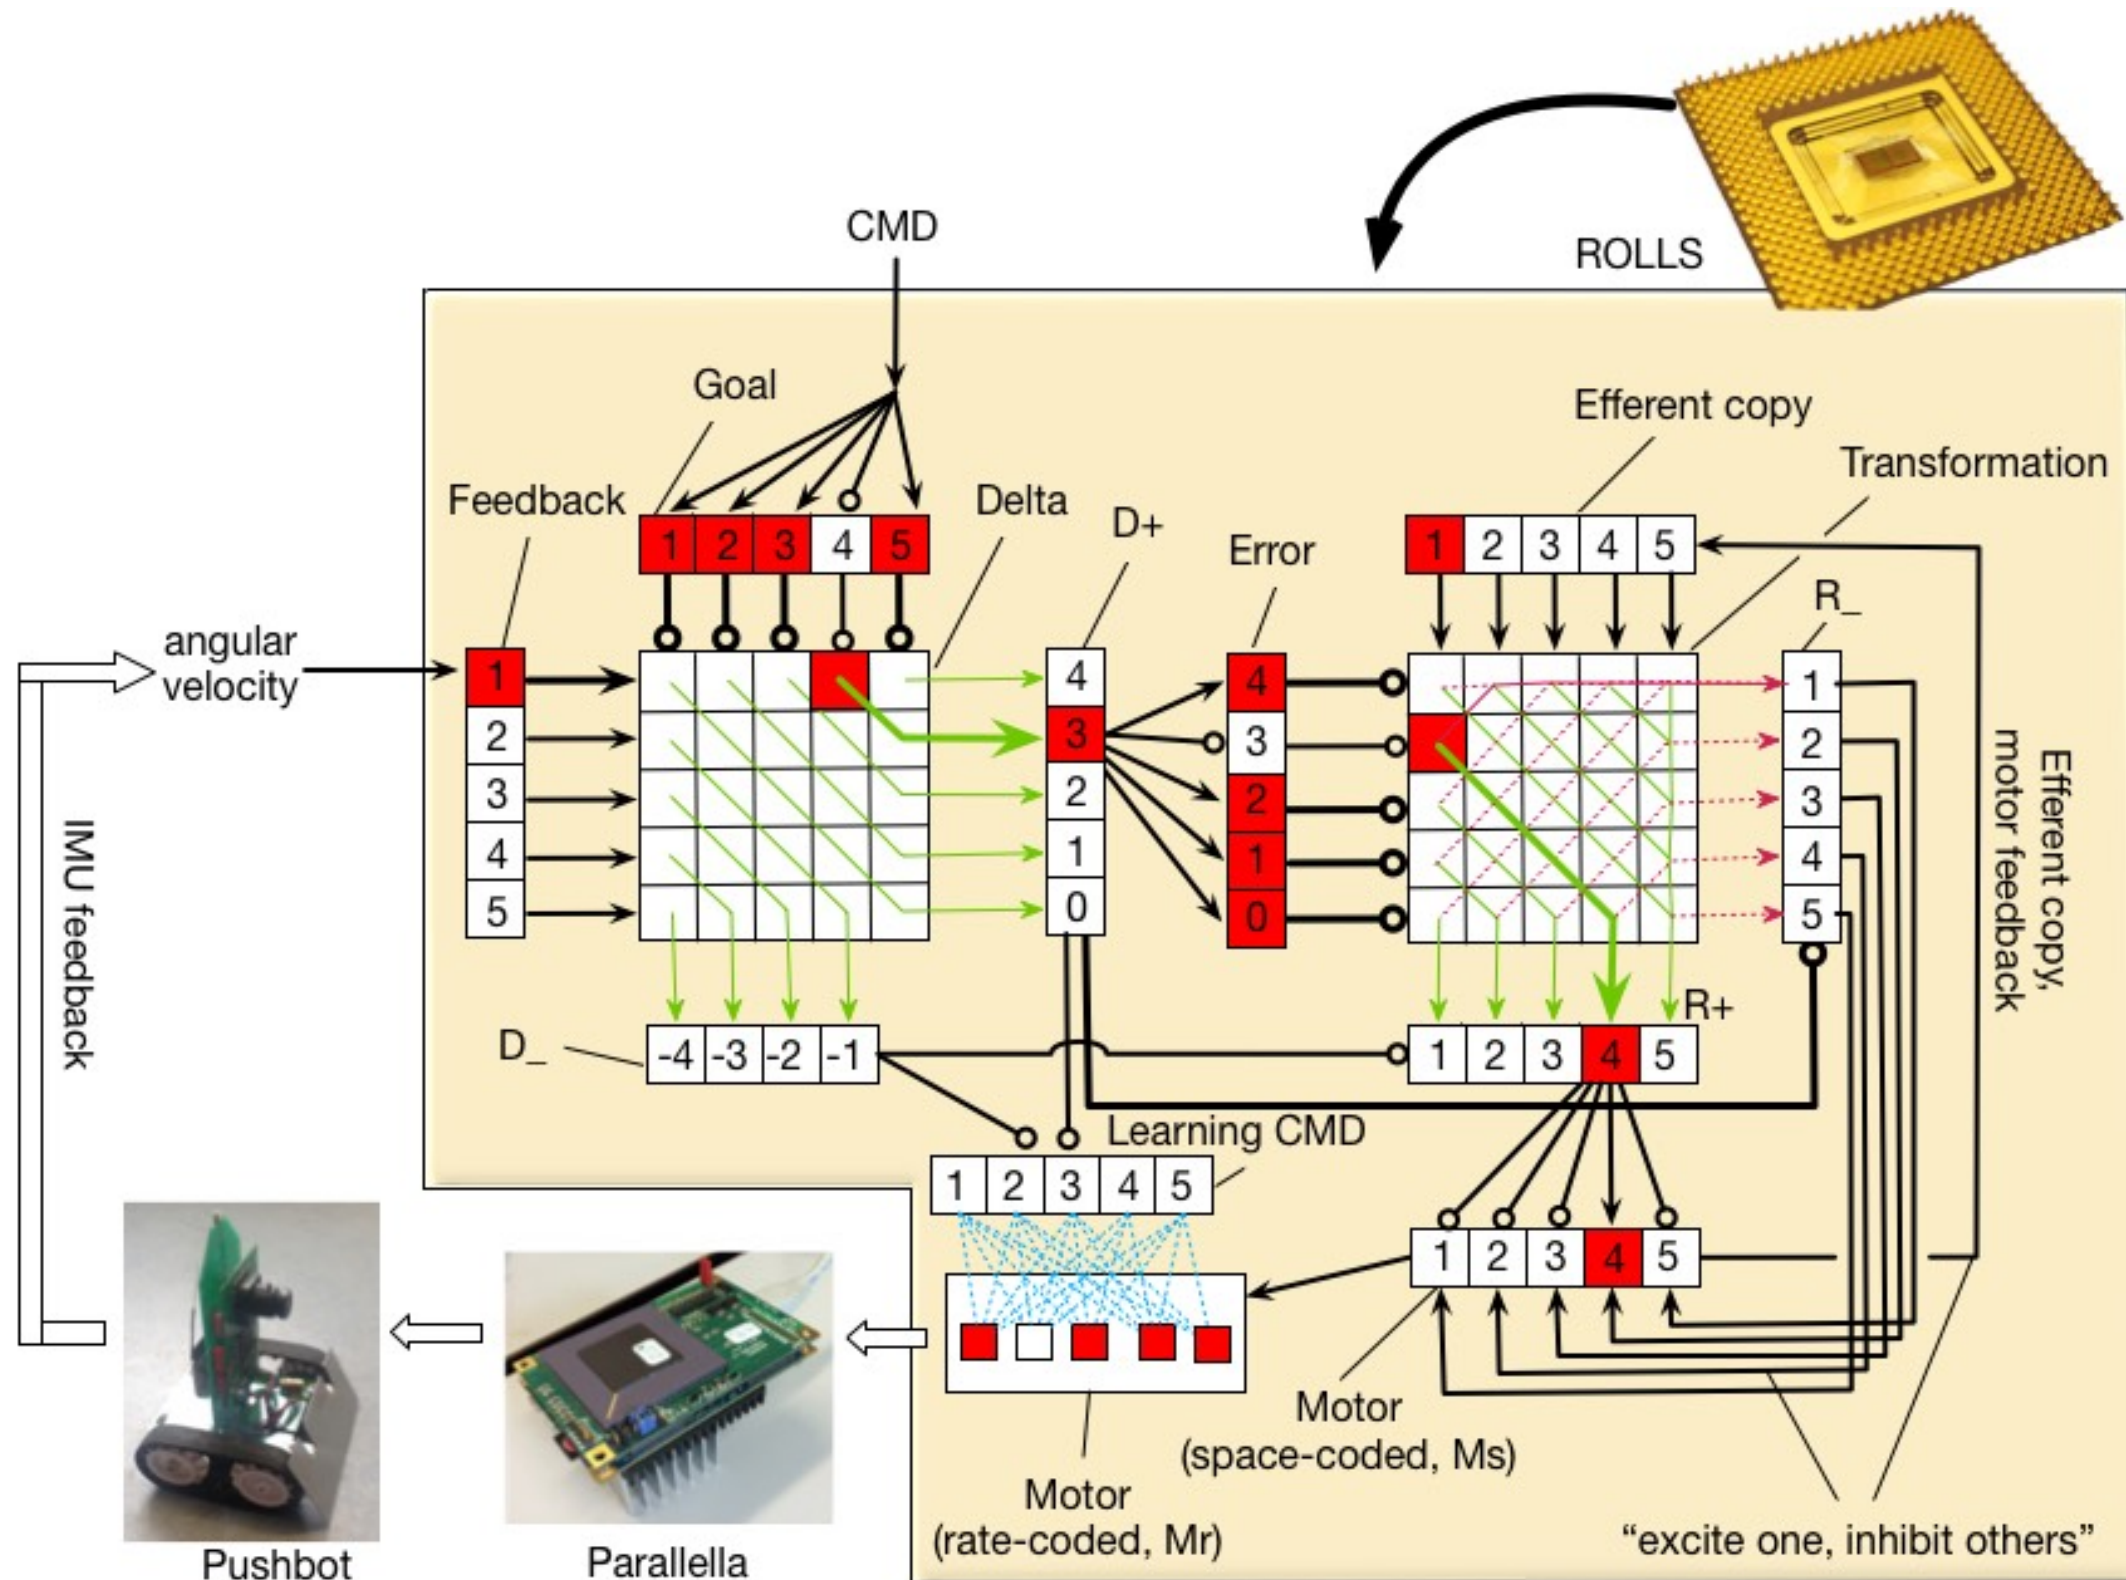 CMD
ROLLS
Goal
Efferent copy
Transformation
Feedback
Delta
D+
Error
1 2 3 4 5
1 2 3 4 5
R_
angular
velocity
1
2
3
4
5
4
3
2
1
0
4
3
2
1
0
1
2
3
4
5
Efferent copy,
motor feedback
IMU feedback
D_
-4 -3 -2 -1
R+
1 2 3 4 5
Learning CMD
1 2 3 4 5
1 2 3 4 5
Motor
(space-coded, Ms)
Motor
(rate-coded, Mr)
“excite one, inhibit others”
Pushbot
Parallella